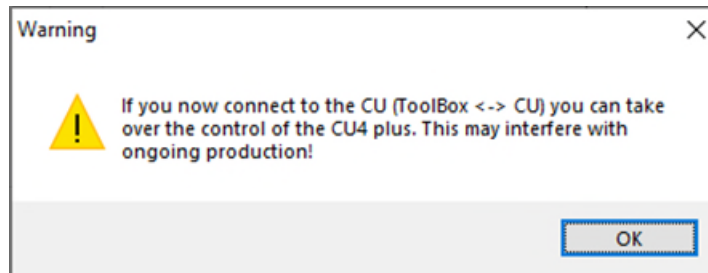 Warning
If you now connect to the CU (ToolBox <-> CU) you can take
over the control of the CU4 plus. This may interfere with
ongoing production!
OK